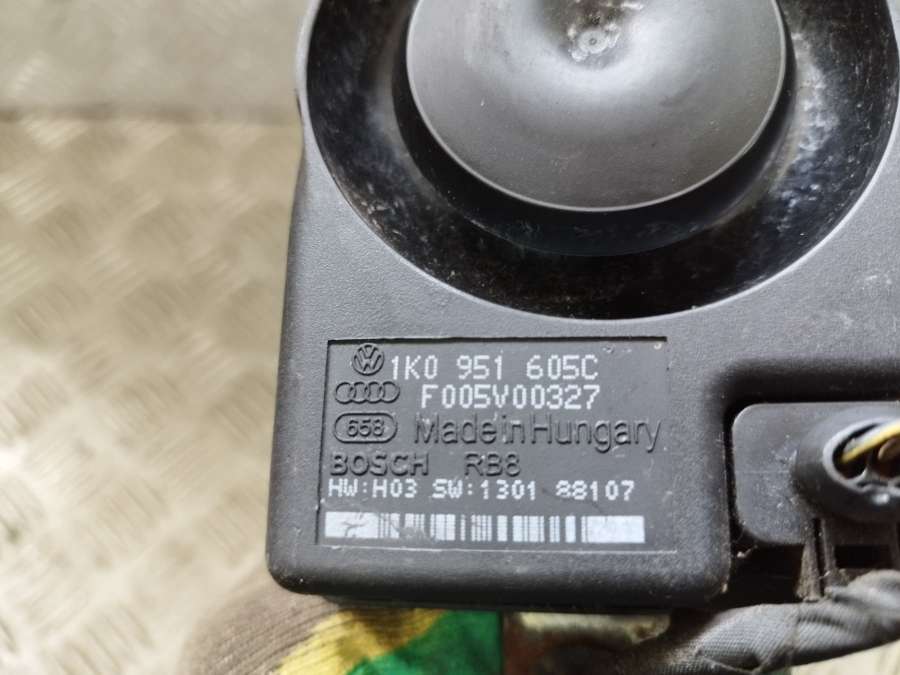 1K0 951 605C
F005V00327
658 Made in Hungary
BOSCH RB8
HW:H03 SW:1301 88107